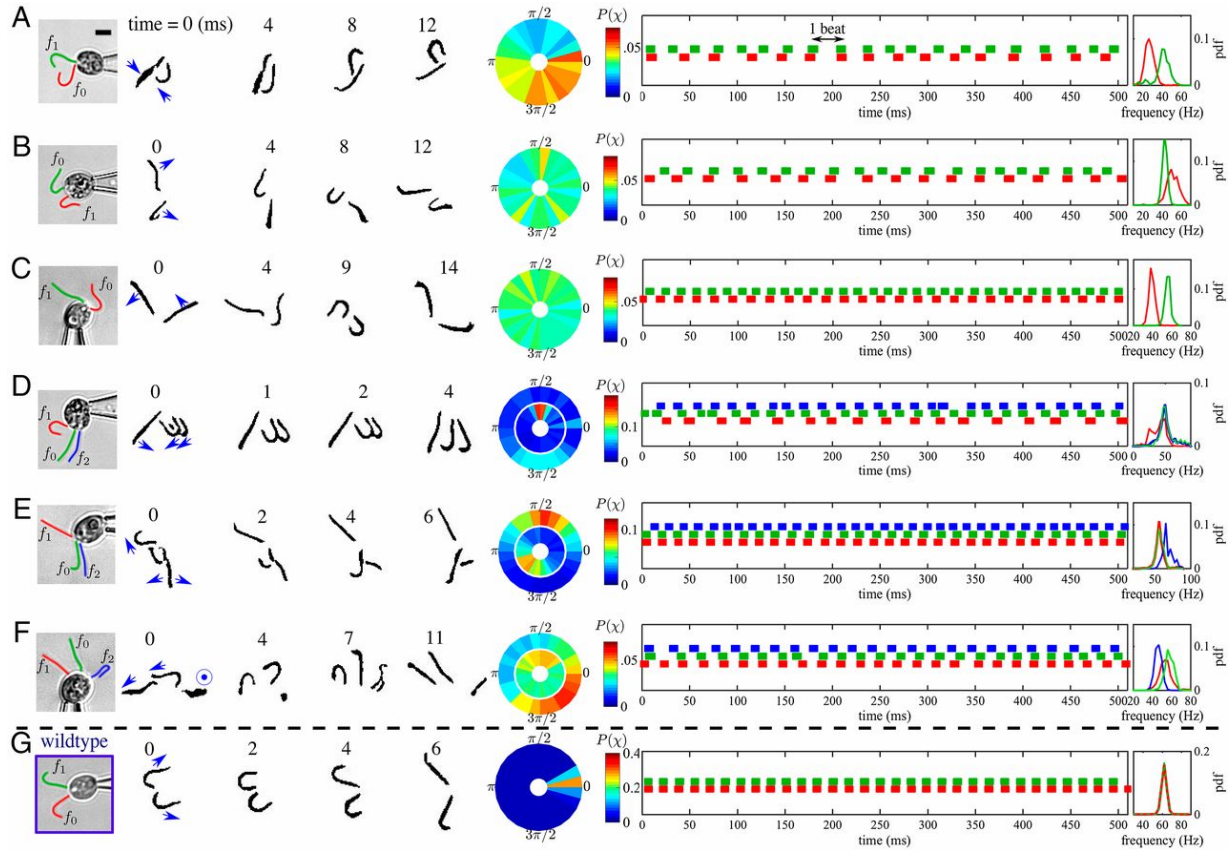 A
f1
f0
time = 0 (ms) 4 8 12
π/2
π 0
3π/2
P(χ)
.05
0
1 beat
0 50 100 150 200 250 300 350 400 450 500
time (ms)
0.1
0
pdf
20 40 60
frequency (Hz)
B
f0
f1
0 4 8 12
π/2
π 0
3π/2
P(χ)
.05
0
0 50 100 150 200 250 300 350 400 450 500
time (ms)
0.1
0
pdf
20 40 60
frequency (Hz)
C
f1
f0
0 4 9 14
π/2
π 0
3π/2
P(χ)
.05
0
0 50 100 150 200 250 300 350 400 450 500
time (ms)
0.1
0
pdf
20 40 60 80
frequency (Hz)
D
f1
f0
f2
0 1 2 4
π/2
π 0
3π/2
P(χ)
0.1
0
0 50 100 150 200 250 300 350 400 450 500
time (ms)
0.1
0
pdf
0 50 100
frequency (Hz)
E
f1
f0
f2
0 2 4 6
π/2
π 0
3π/2
P(χ)
0.1
0
0 50 100 150 200 250 300 350 400 450 500
time (ms)
0.1
0
pdf
50 100
frequency (Hz)
F
f1
f0
f2
0 4 7 11
π/2
π 0
3π/2
P(χ)
.05
0
0 50 100 150 200 250 300 350 400 450 500
time (ms)
0.1
0
pdf
20 40 60 80
frequency (Hz)
G
wildtype
f1
f0
0 2 4 6
π/2
π 0
3π/2
P(χ)
0.4
0.2
0
0 50 100 150 200 250 300 350 400 450 500
time (ms)
0.2
0
pdf
40 60 80
frequency (Hz)